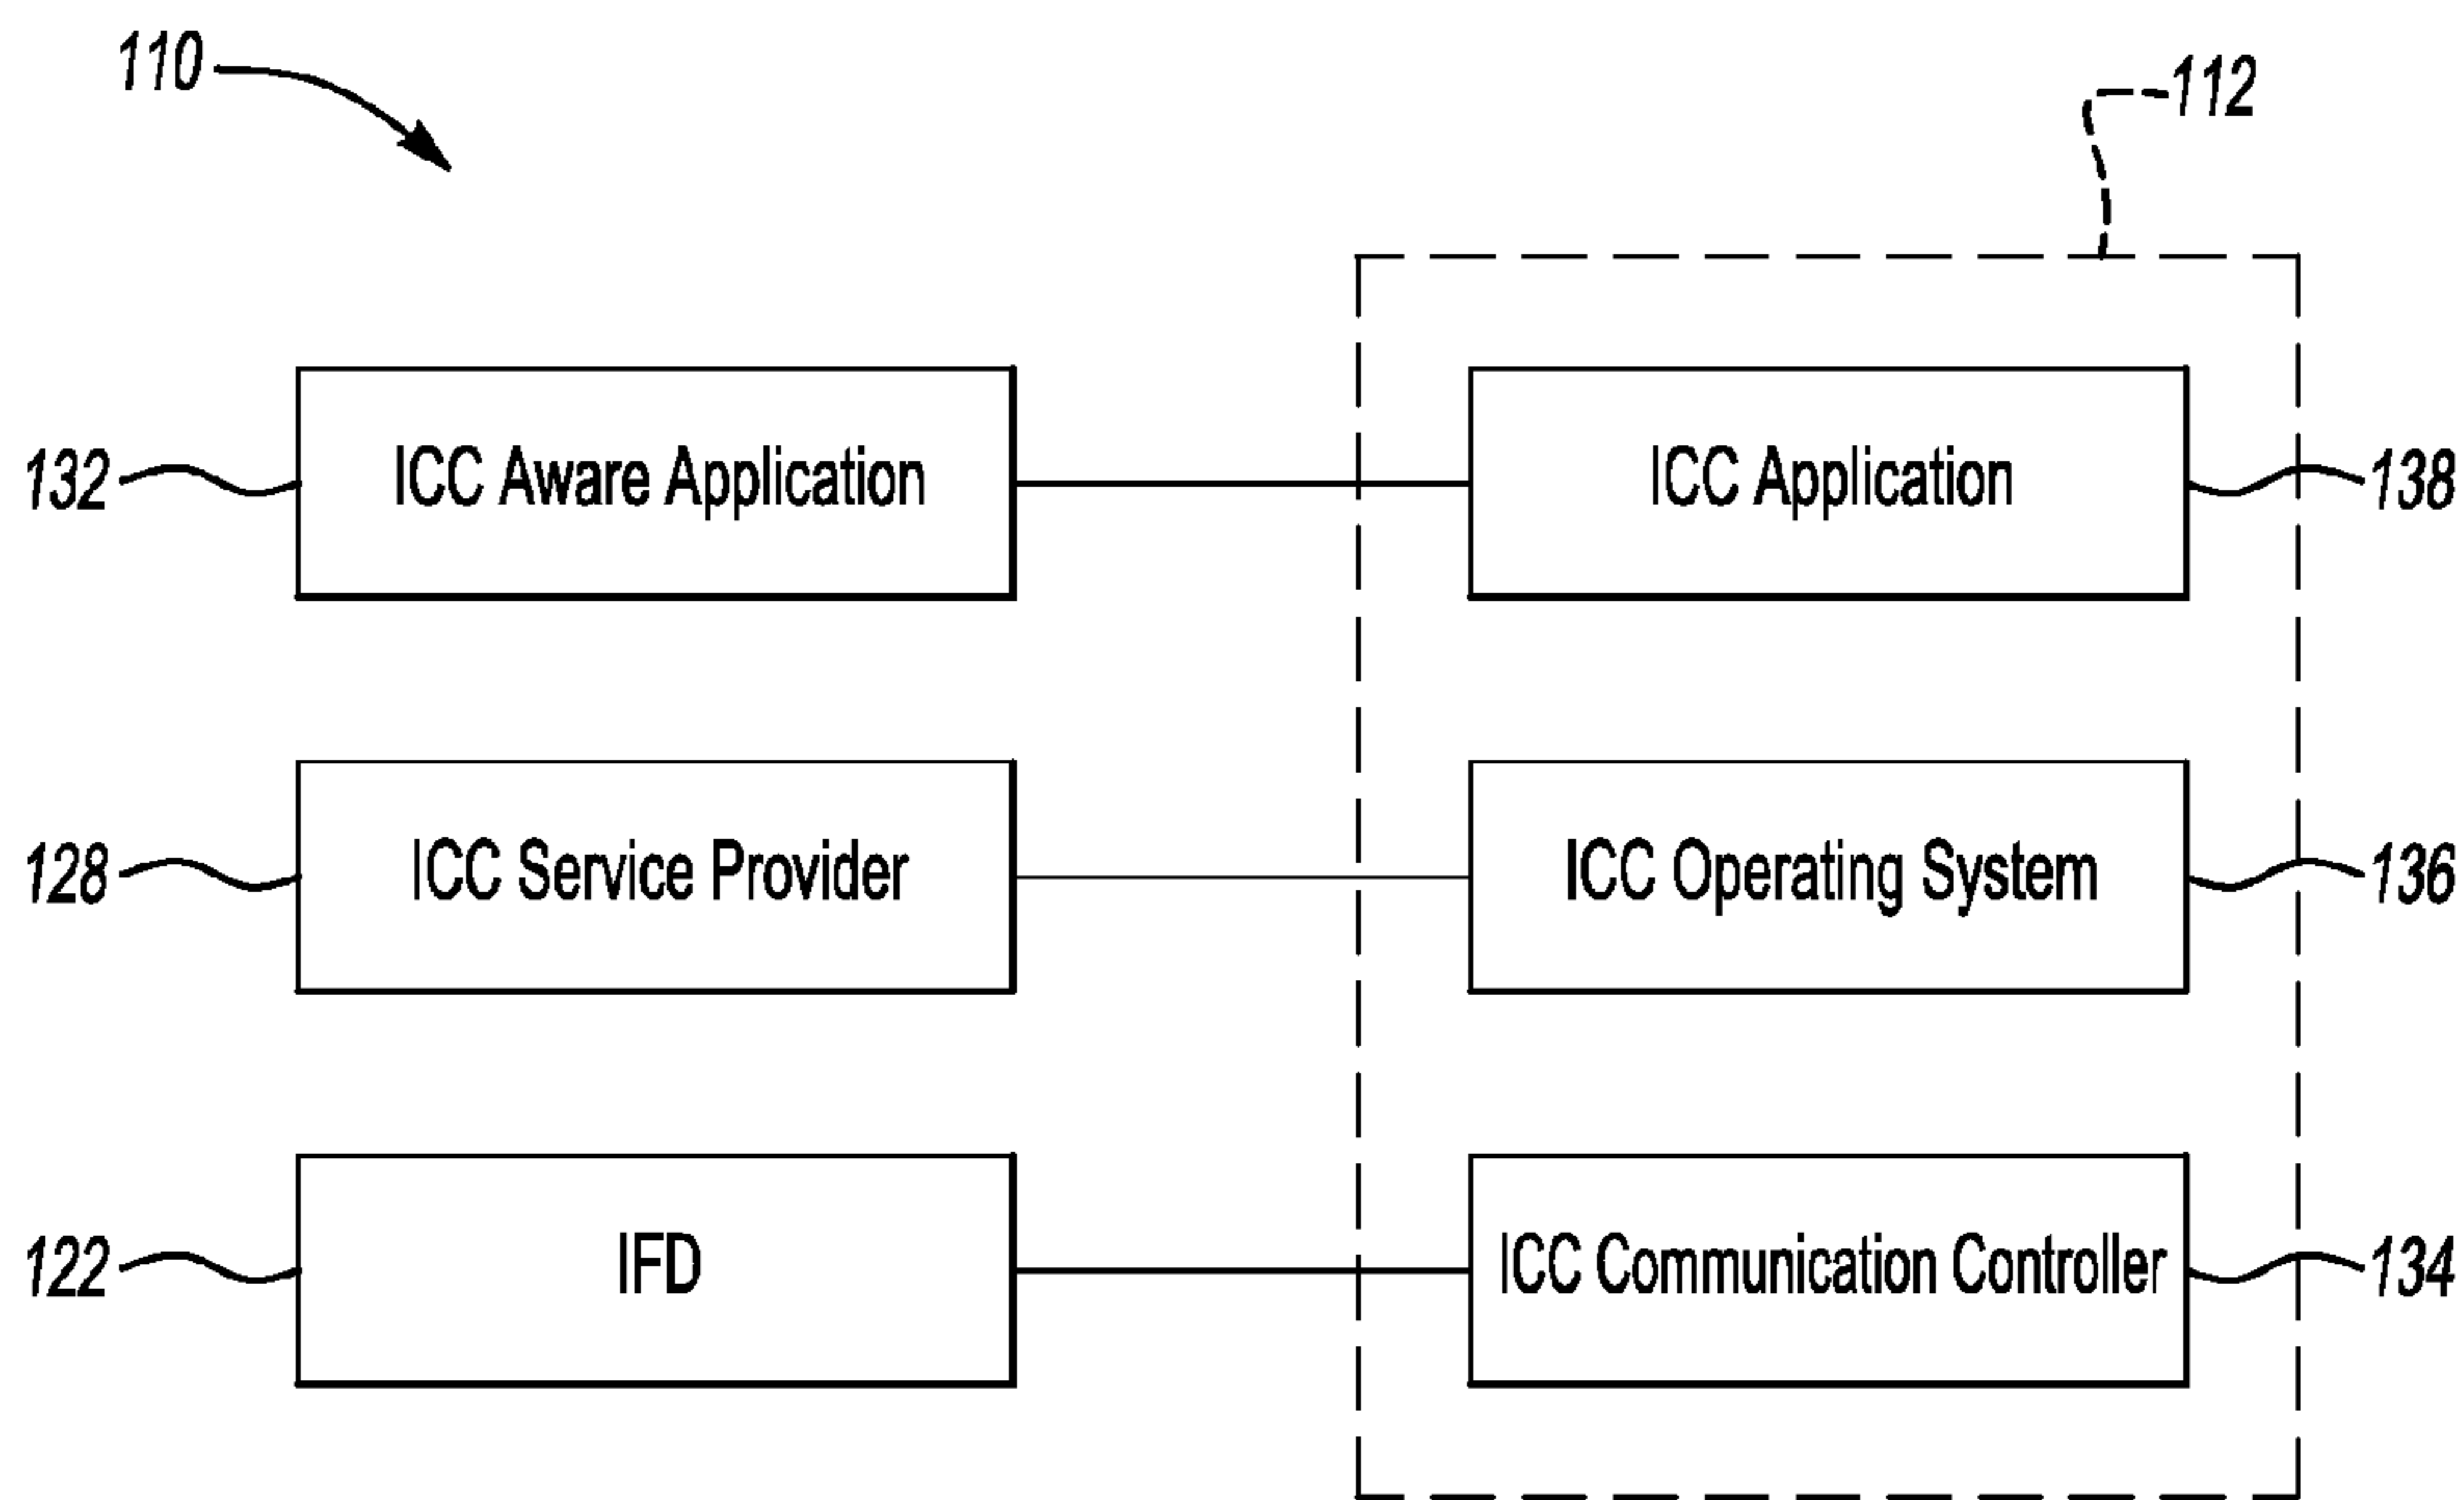 110
112
132
ICC Aware Application
ICC Application
138
128
ICC Service Provider
ICC Operating System
136
122
IFD
ICC Communication Controller
134